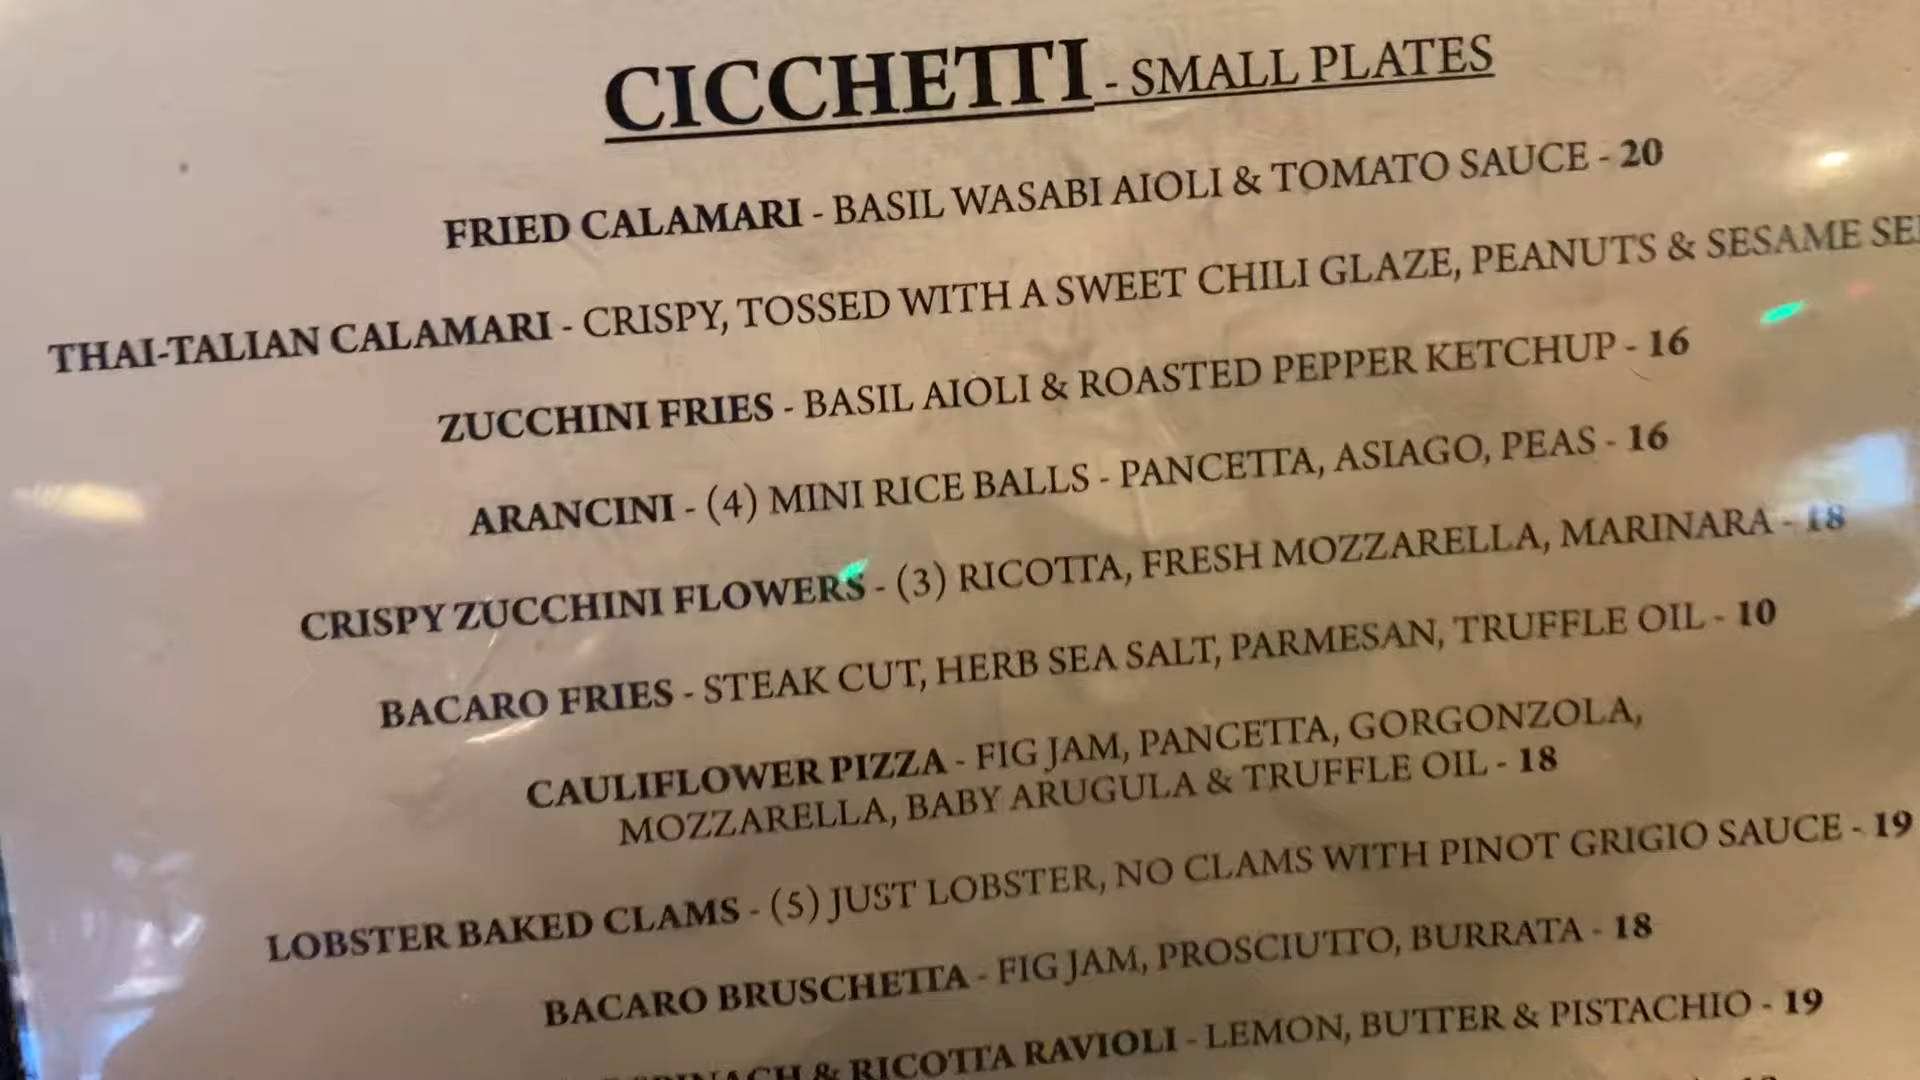 CICCHETTI - SMALL PLATES
FRIED CALAMARI - BASIL WASABI AIOLI & TOMATO SAUCE - 20
THAI-TALIAN CALAMARI - CRISPY, TOSSED WITH A SWEET CHILI GLAZE, PEANUTS & SESAME
ZUCCHINI FRIES - BASIL AIOLI & ROASTED PEPPER KETCHUP - 16
ARANCINI - (4) MINI RICE BALLS - PANCETTA, ASIAGO, PEAS - 16
CRISPY ZUCCHINI FLOWERS - (3) RICOTTA, FRESH MOZZARELLA, MARINARA - 18
BACARO FRIES - STEAK CUT, HERB SEA SALT, PARMESAN, TRUFFLE OIL - 10
CAULIFLOWER PIZZA - FIG JAM, PANCETTA, GORGONZOLA,
MOZZARELLA, BABY ARUGULA & TRUFFLE OIL - 18
LOBSTER BAKED CLAMS - (5) JUST LOBSTER, NO CLAMS WITH PINOT GRIGIO SAUCE - 19
BACARO BRUSCHETTA - FIG JAM, PROSCIUTTO, BURRATA - 18
& RICOTTA RAVIOLI - LEMON, BUTTER & PISTACHIO - 19